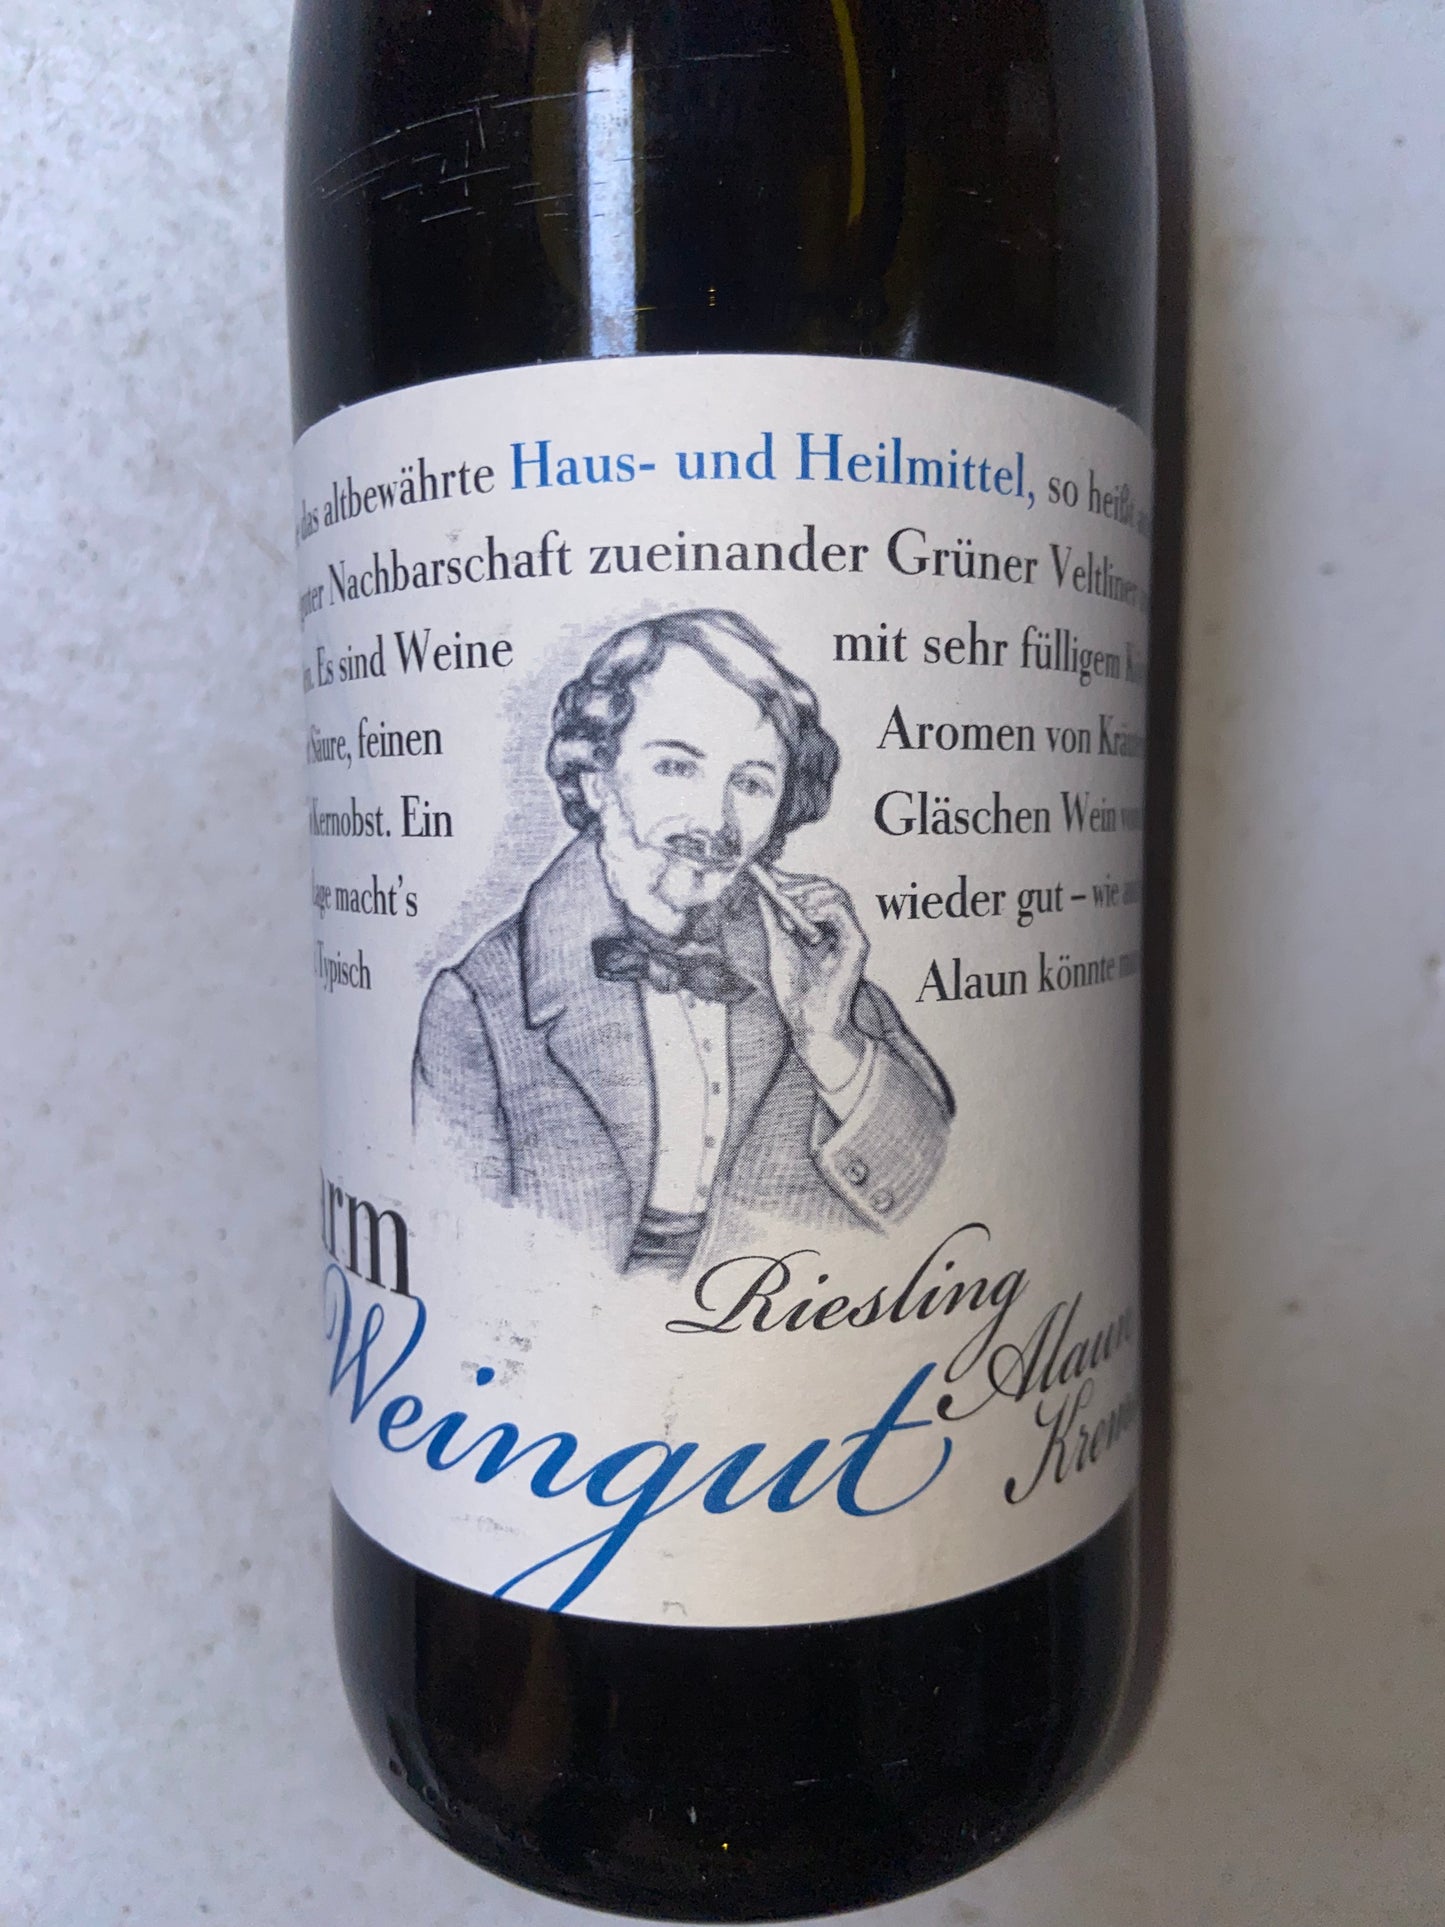 das altbewährte Haus- und Heilmittel, so heißt
guter Nachbarschaft zueinander Grüner Veltliner
Es sind Weine mit sehr fülligem
Säure, feinen Aromen von
Kernobst. Ein Gläschen Wein
macht’s wieder gut – wie
Typisch Alaun könnte
Riesling
Alaun
Weingut